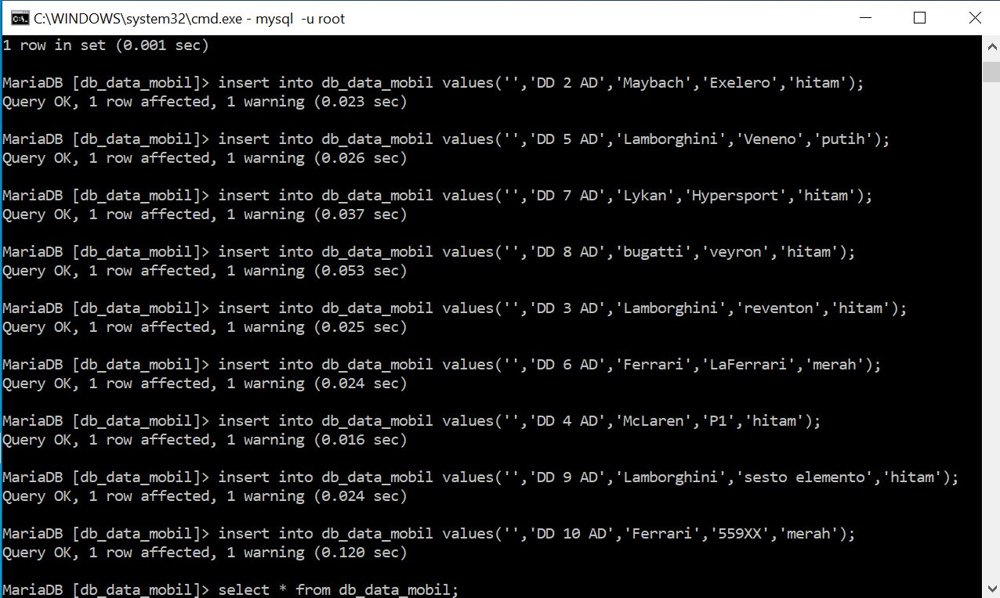 C:\WINDOWS\system32\cmd.exe - mysql  -u root
1 row in set (0.001 sec)
MariaDB [db_data_mobil]> insert into db_data_mobil values('','DD 2 AD','Maybach','Exelero','hitam');
Query OK, 1 row affected, 1 warning (0.023 sec)
MariaDB [db_data_mobil]> insert into db_data_mobil values('','DD 5 AD','Lamborghini','Veneno','putih');
Query OK, 1 row affected, 1 warning (0.026 sec)
MariaDB [db_data_mobil]> insert into db_data_mobil values('','DD 7 AD','Lykan','Hypersport','hitam');
Query OK, 1 row affected, 1 warning (0.037 sec)
MariaDB [db_data_mobil]> insert into db_data_mobil values('','DD 8 AD','bugatti','veyron','hitam');
Query OK, 1 row affected, 1 warning (0.053 sec)
MariaDB [db_data_mobil]> insert into db_data_mobil values('','DD 3 AD','Lamborghini','reventon','hitam');
Query OK, 1 row affected, 1 warning (0.025 sec)
MariaDB [db_data_mobil]> insert into db_data_mobil values('','DD 6 AD','Ferrari','LaFerrari','merah');
Query OK, 1 row affected, 1 warning (0.024 sec)
MariaDB [db_data_mobil]> insert into db_data_mobil values('','DD 4 AD','McLaren','P1','hitam');
Query OK, 1 row affected, 1 warning (0.016 sec)
MariaDB [db_data_mobil]> insert into db_data_mobil values('','DD 9 AD','Lamborghini','sesto elemento','hitam');
Query OK, 1 row affected, 1 warning (0.024 sec)
MariaDB [db_data_mobil]> insert into db_data_mobil values('','DD 10 AD','Ferrari','559XX','merah');
Query OK, 1 row affected, 1 warning (0.120 sec)
MariaDB [db_data_mobil]> select * from db_data_mobil;